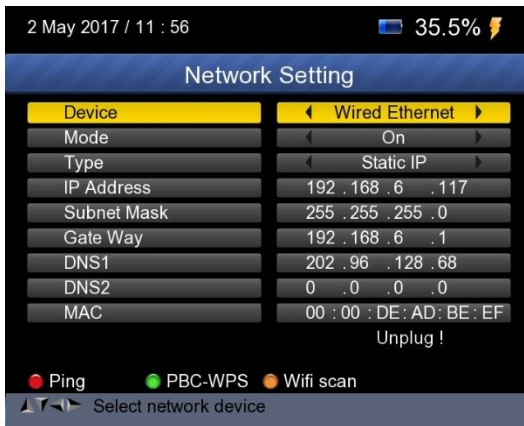 2 May 2017 / 11 : 56 35.5%
Network Setting
Device Wired Ethernet
Mode On
Type Static IP
IP Address 192 .168 .6 .117
Subnet Mask 255 .255 .255 .0
Gate Way 192 .168 .6 .1
DNS1 202 .96 .128 .68
DNS2 0 .0 .0 .0
MAC 00 : 00 : DE : AD : BE : EF
Unplug !
Ping PBC-WPS Wifi scan
Select network device